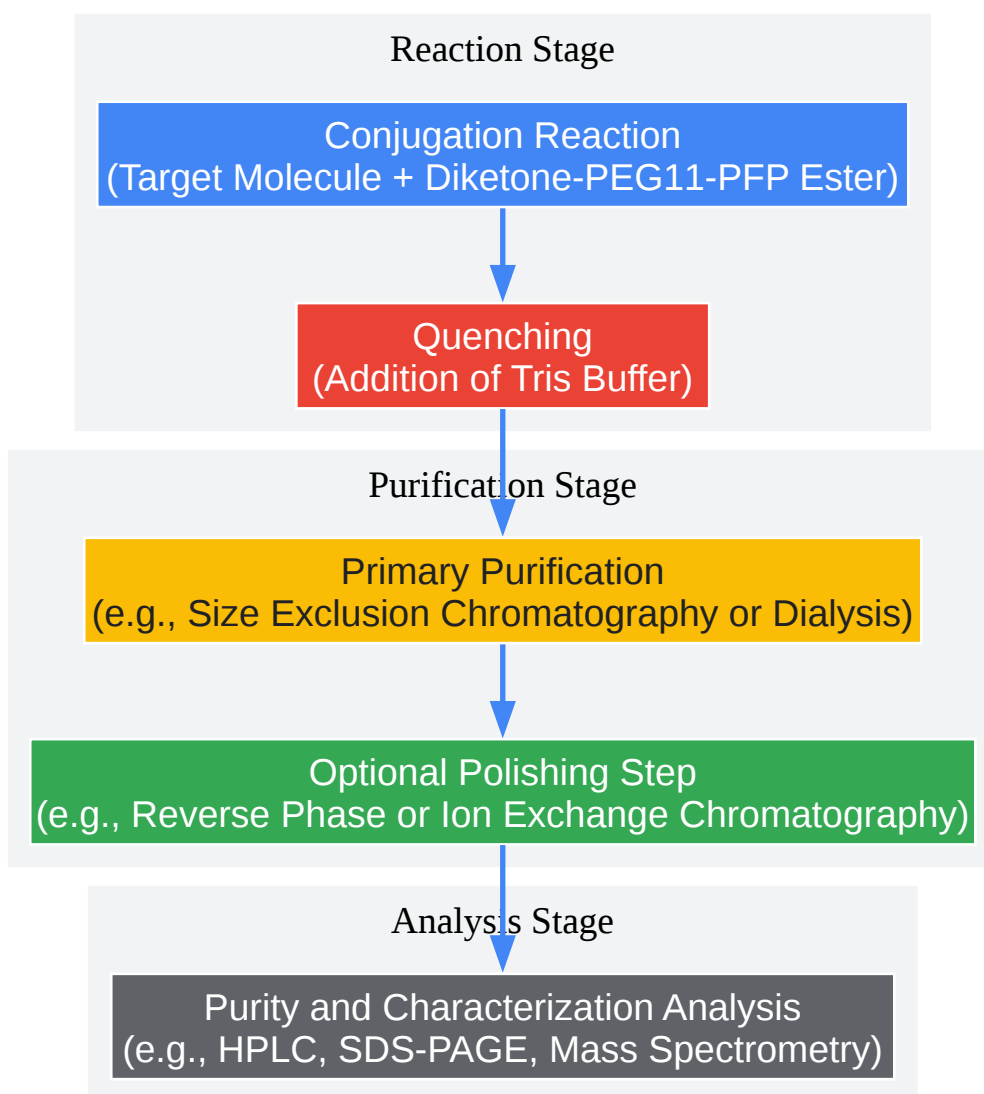 Reaction Stage
Conjugation Reaction
(Target Molecule + Diketone-PEG11-PFP Ester)
Quenching
(Addition of Tris Buffer)
Purification Stage
Primary Purification
(e.g., Size Exclusion Chromatography or Dialysis)
Optional Polishing Step
(e.g., Reverse Phase or Ion Exchange Chromatography)
Analysis Stage
Purity and Characterization Analysis
(e.g., HPLC, SDS-PAGE, Mass Spectrometry)